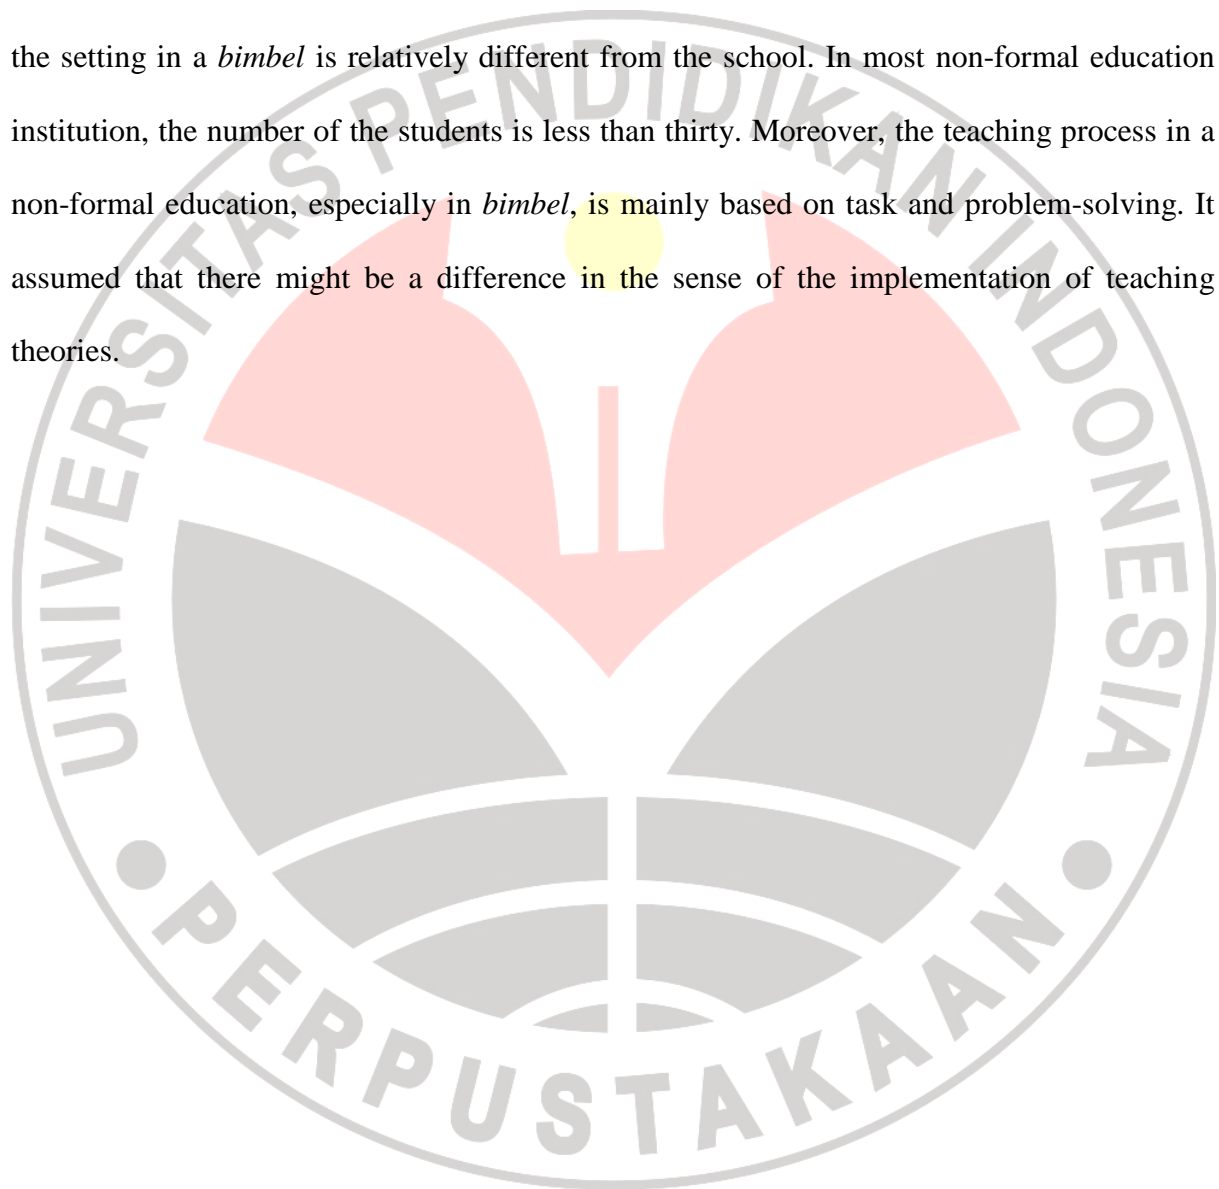 the setting in a bimbel is relatively different from the school. In most non-formal education
institution, the number of the students is less than thirty. Moreover, the teaching process in a
non-formal education, especially in bimbel, is mainly based on task and problem-solving. It
assumed that there might be a difference in the sense of the implementation of teaching
theories.
UNIVERSITAS PENDIDIKAN INDONESIA
PERPUSTAKAAN